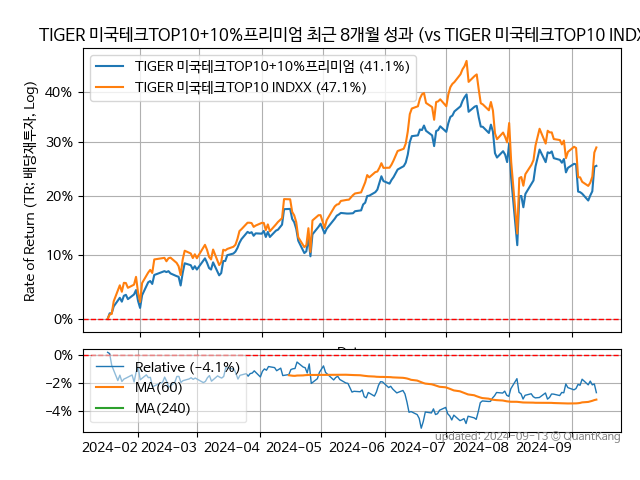 TIGER 미국테크TOP10+10%프리미엄 최근 8개월 성과 (vs TIGER 미국테크TOP10 INDX
TIGER 미국테크TOP10+10%프리미엄 (41.1%)
TIGER 미국테크TOP10 INDXX (47.1%)
Rate of Return (TR: 배당재투자, Log)
40%
30%
20%
10%
0%
0%
−2%
−4%
Relative (−4.1%)
MA(60)
MA(240)
updated: 2024-09-13 © QuantKang
2024-02 2024-03 2024-04 2024-05 2024-06 2024-07 2024-08 2024-09